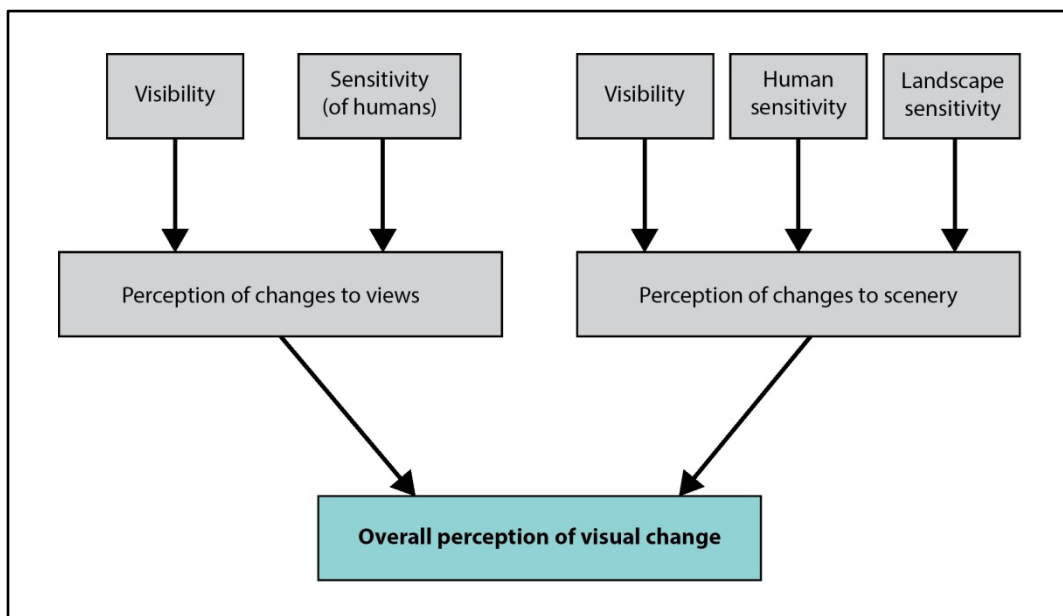 Visibility
Sensitivity
(of humans)
Visibility
Human
sensitivity
Landscape
sensitivity
Perception of changes to views
Perception of changes to scenery
Overall perception of visual change